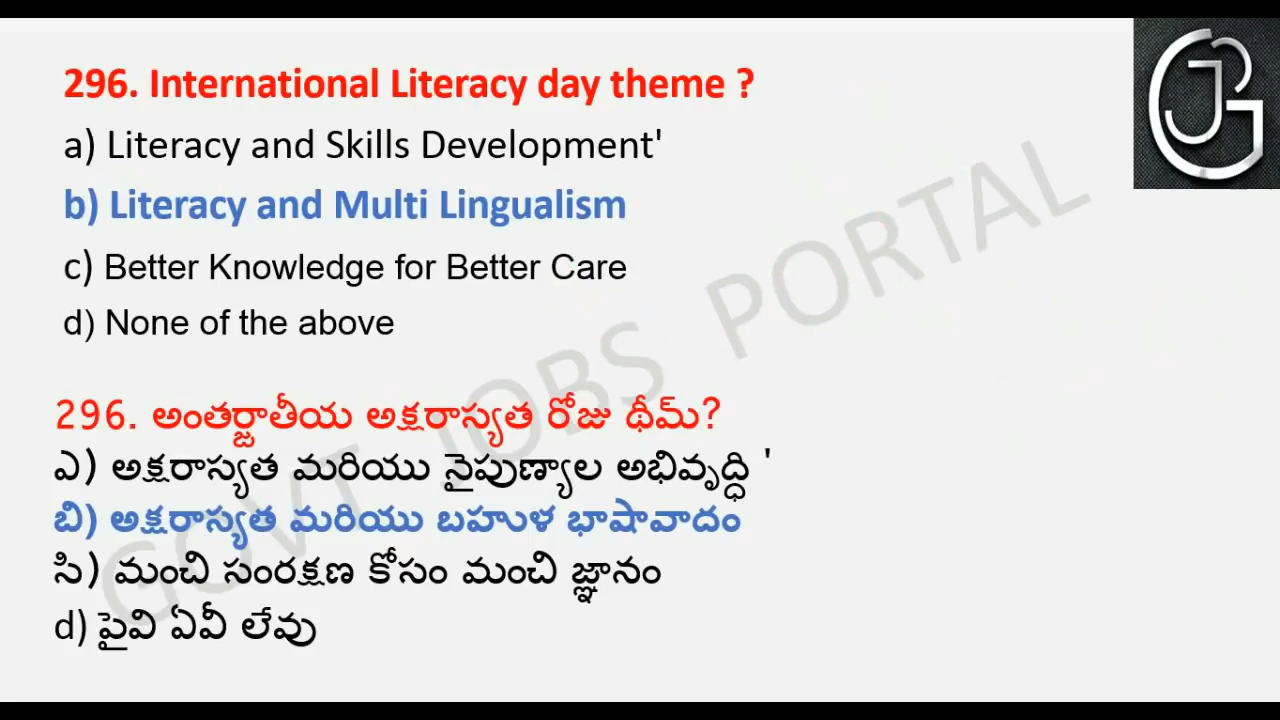 296. International Literacy day theme ?
a) Literacy and Skills Development'
b) Literacy and Multi Lingualism
c) Better Knowledge for Better Care
d) None of the above
296. అంతర్జాతీయ అక్షరాస్యత రోజు థీమ్?
ఎ) అక్షరాస్యత మరియు నైపుణ్యాల అభివృద్ధి '
బి) అక్షరాస్యత మరియు బహుళ భాషావాదం
సి) మంచి సంరక్షణ కోసం మంచి జ్ఞానం
d) పైవి ఏవీ లేవు
GOVT JOBS PORTAL
GJ